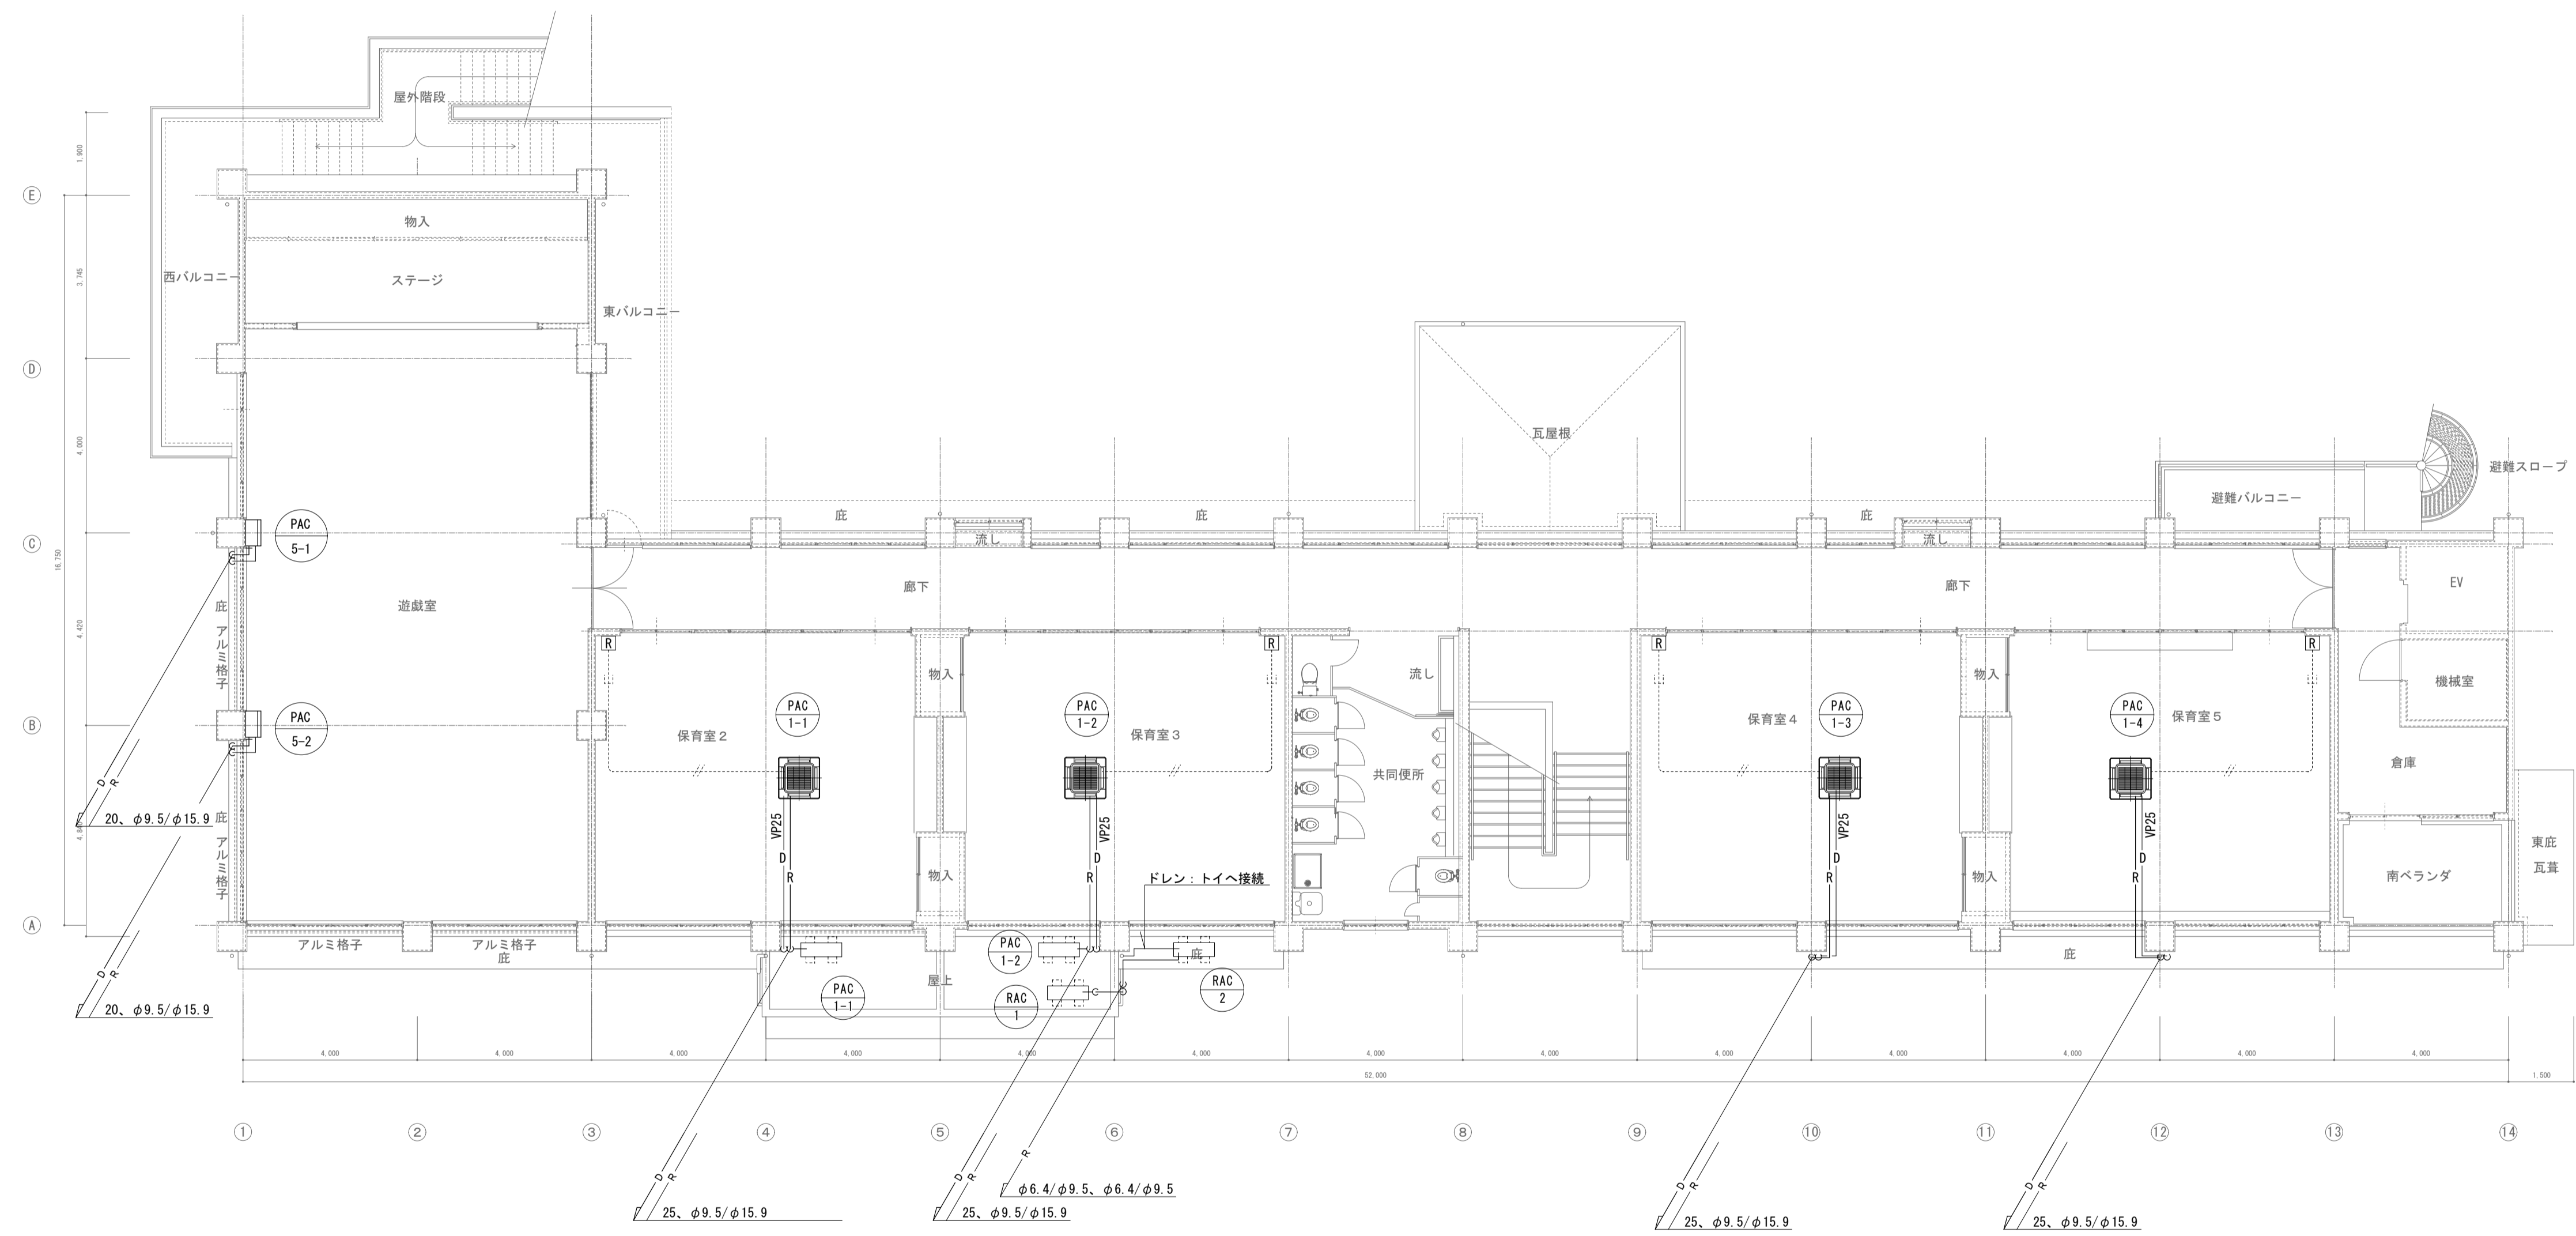 屋外階段
1,900
E
物入
3,745
西バルコニー
ステージ
東バルコニー
D
4,000
瓦屋根
避難スロープ
避難バルコニー
庇
庇
庇
PAC
5-1
C
流し
流し
16,750
廊下
廊下
EV
遊戯室
庇
アルミ格子
4,420
R
R
R
R
物入
流し
物入
機械室
PAC
5-2
B
PAC
1-1
保育室2
PAC
1-2
保育室3
PAC
1-3
保育室4
PAC
1-4
保育室5
共同便所
倉庫
D
R
20、φ9.5/φ15.9
庇
アルミ格子
VP25
VP25
VP25
VP25
東庇
瓦葺
D
R
D
R
D
R
D
R
物入
物入
ドレン：トイへ接続
南ベランダ
A
アルミ格子
アルミ格子
庇
PAC
1-2
屋上
庇
庇
D
R
20、φ9.5/φ15.9
PAC
1-1
RAC
1
RAC
2
4,000
4,000
4,000
4,000
4,000
4,000
4,000
4,000
4,000
4,000
4,000
4,000
4,000
52,000
1,500
1
2
3
4
5
6
7
8
9
10
11
12
13
14
D
R
25、φ9.5/φ15.9
R
φ6.4/φ9.5、φ6.4/φ9.5
D
R
25、φ9.5/φ15.9
D
R
25、φ9.5/φ15.9
D
R
25、φ9.5/φ15.9